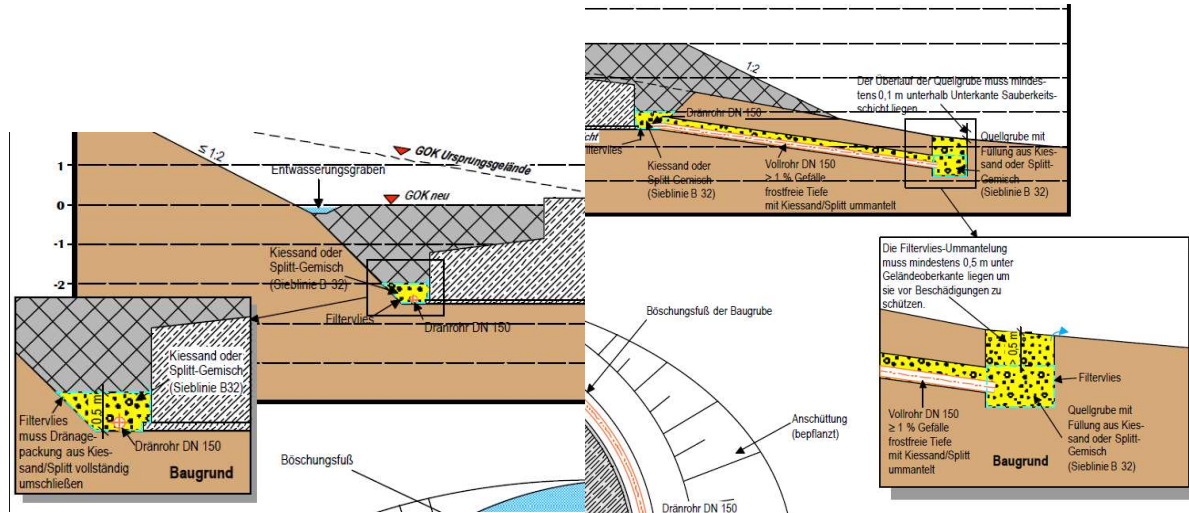 ≤ 1:2
GOK Ursprungsgelände
Entwässerungsgraben
GOK neu
1
0
-1
-2
Kiessand oder
Splitt-Gemisch
(Sieblinie B 32)
Filtervlies
Dränrohr DN 150
Kiessand oder
Splitt-Gemisch
(Sieblinie B32)
0,5 m
Filtervlies
muss Dränage-
packung aus Kies-
sand/Splitt vollständig
umschließen
Dränrohr DN 150
Baugrund
Böschungsfuß
1:2
Der Überlauf der Quellgrube muss mindes-
tens 0,1 m unterhalb Unterkante Sauberkeits-
schicht liegen.
Dränrohr DN 150
cht
Filtervlies
Kiessand oder
Splitt-Gemisch
(Sieblinie B 32)
Vollrohr DN 150
≥ 1 % Gefälle
frostfreie Tiefe
mit Kiessand/Splitt ummantelt
Quellgrube mit
Füllung aus Kies-
sand oder Splitt-
Gemisch
(Sieblinie B 32)
Böschungsfuß der Baugrube
Anschüttung
(bepflanzt)
Dränrohr DN 150
Die Filtervlies-Ummantelung
muss mindestens 0,5 m unter
Geländeoberkante liegen um
sie vor Beschädigungen zu
schützen.
> 0,5 m
Filtervlies
Vollrohr DN 150
≥ 1 % Gefälle
frostfreie Tiefe
mit Kiessand/Splitt
ummantelt
Quellgrube mit
Füllung aus Kies-
sand oder Splitt-
Gemisch
(Sieblinie B 32)
Baugrund